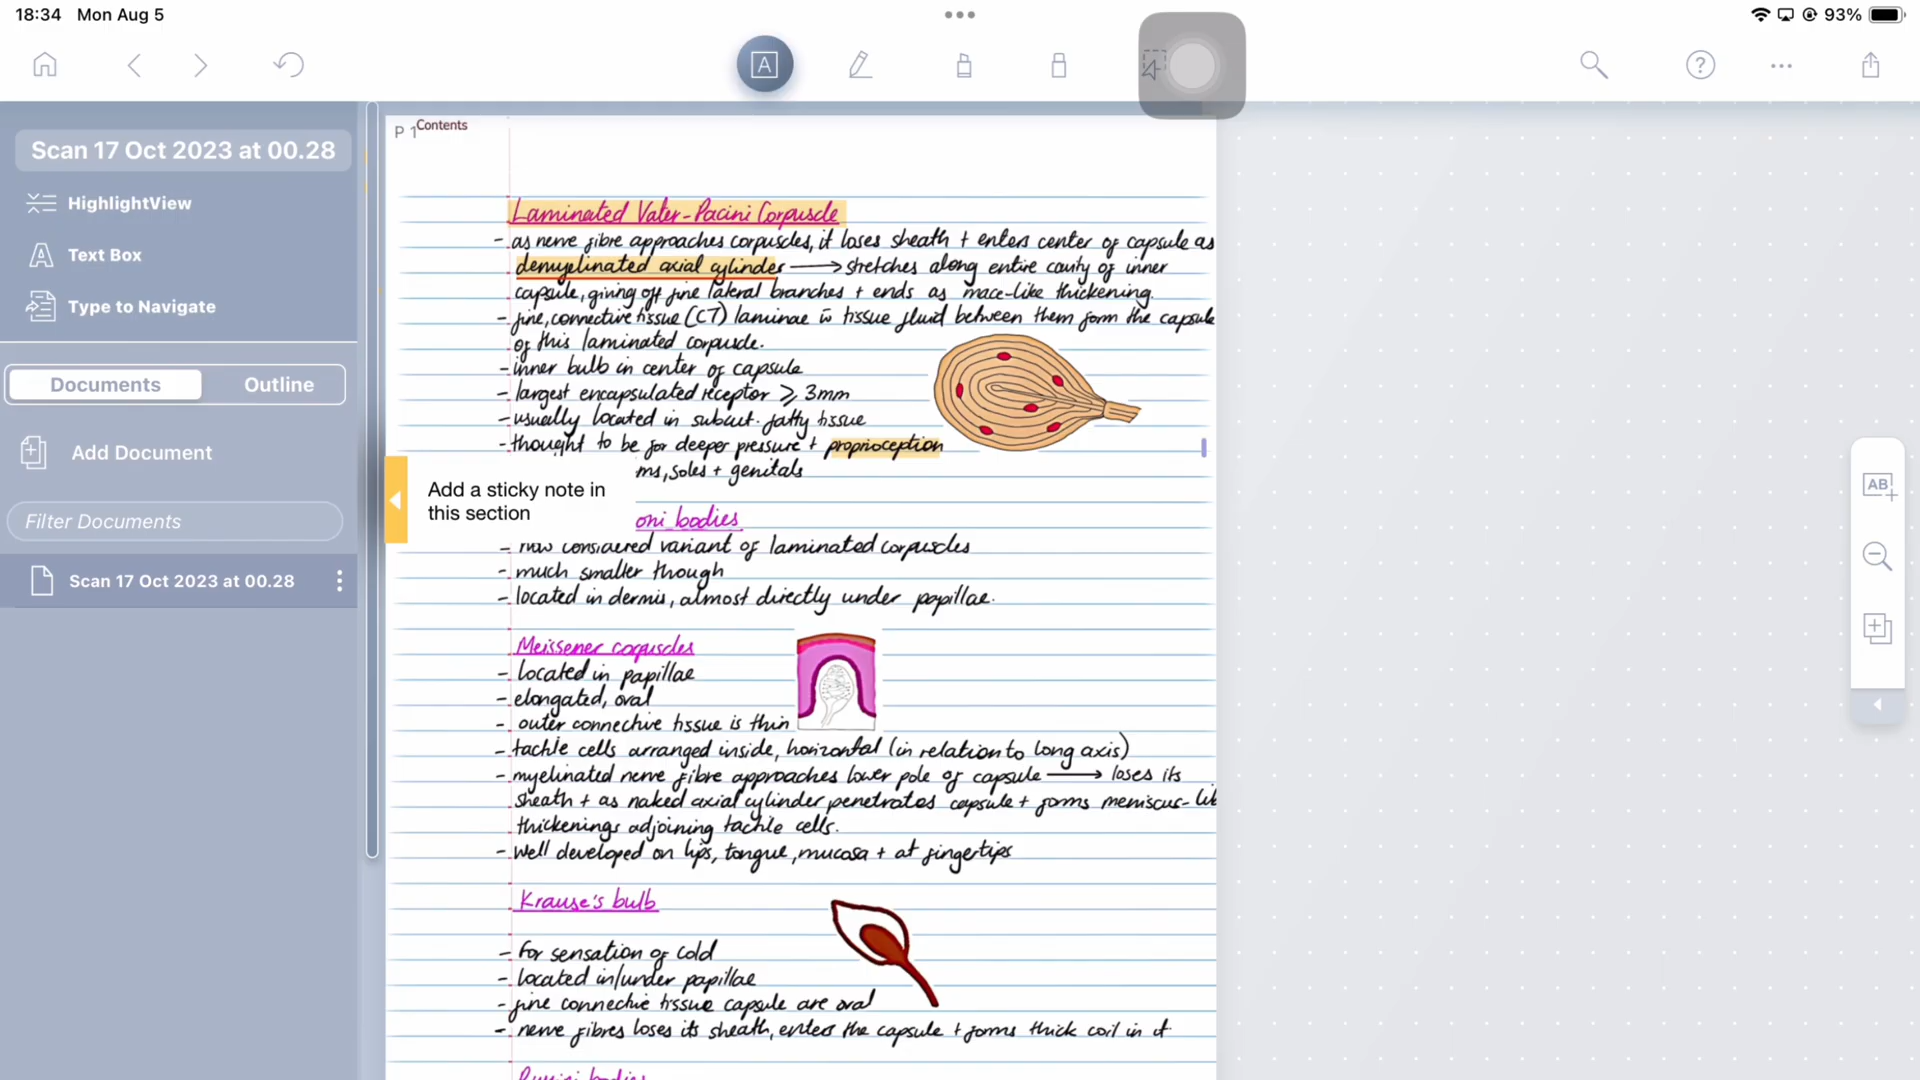 18:34 Mon Aug 5
93%
A
Scan 17 Oct 2023 at 00.28
HighlightView
Text Box
Type to Navigate
Documents
Outline
Add Document
Filter Documents
Scan 17 Oct 2023 at 00.28
P 1
Contents
Laminated Vater-Pacini Corpuscle
- as nerve fibre approaches corpuscles, it loses sheath + enters center of capsule as
demyelinated axial cylinder → stretches along entire cavity of inner
capsule, giving off fine lateral branches + ends as mace-like thickening.
- fine, connective tissue (CT) laminae w̄ tissue fluid between them form the capsule
of this laminated corpuscle.
- inner bulb in center of capsule
- largest encapsulated receptor ≥ 3mm
- usually located in subcut. fatty tissue
- thought to be for deeper pressure + proprioception
ms, soles + genitals
Add a sticky note in
this section
oni bodies
- now considered variant of laminated corpuscles
- much smaller though
- located in dermis, almost directly under papillae.
Meissener corpuscles
- located in papillae
- elongated, oval
- outer connective tissue is thin
- tactile cells arranged inside, horizontal (in relation to long axis)
- myelinated nerve fibre approaches lower pole of capsule → loses its
sheath + as naked axial cylinder penetrates capsule + forms meniscus-lik
thickenings adjoining tactile cells.
- well developed on lips, tongue, mucosa + at fingertips
Krause's bulb
- for sensation of cold
- located in/under papillae
- fine connective tissue capsule are oval
- nerve fibres loses its sheath, enters the capsule + forms thick coil in it
AB